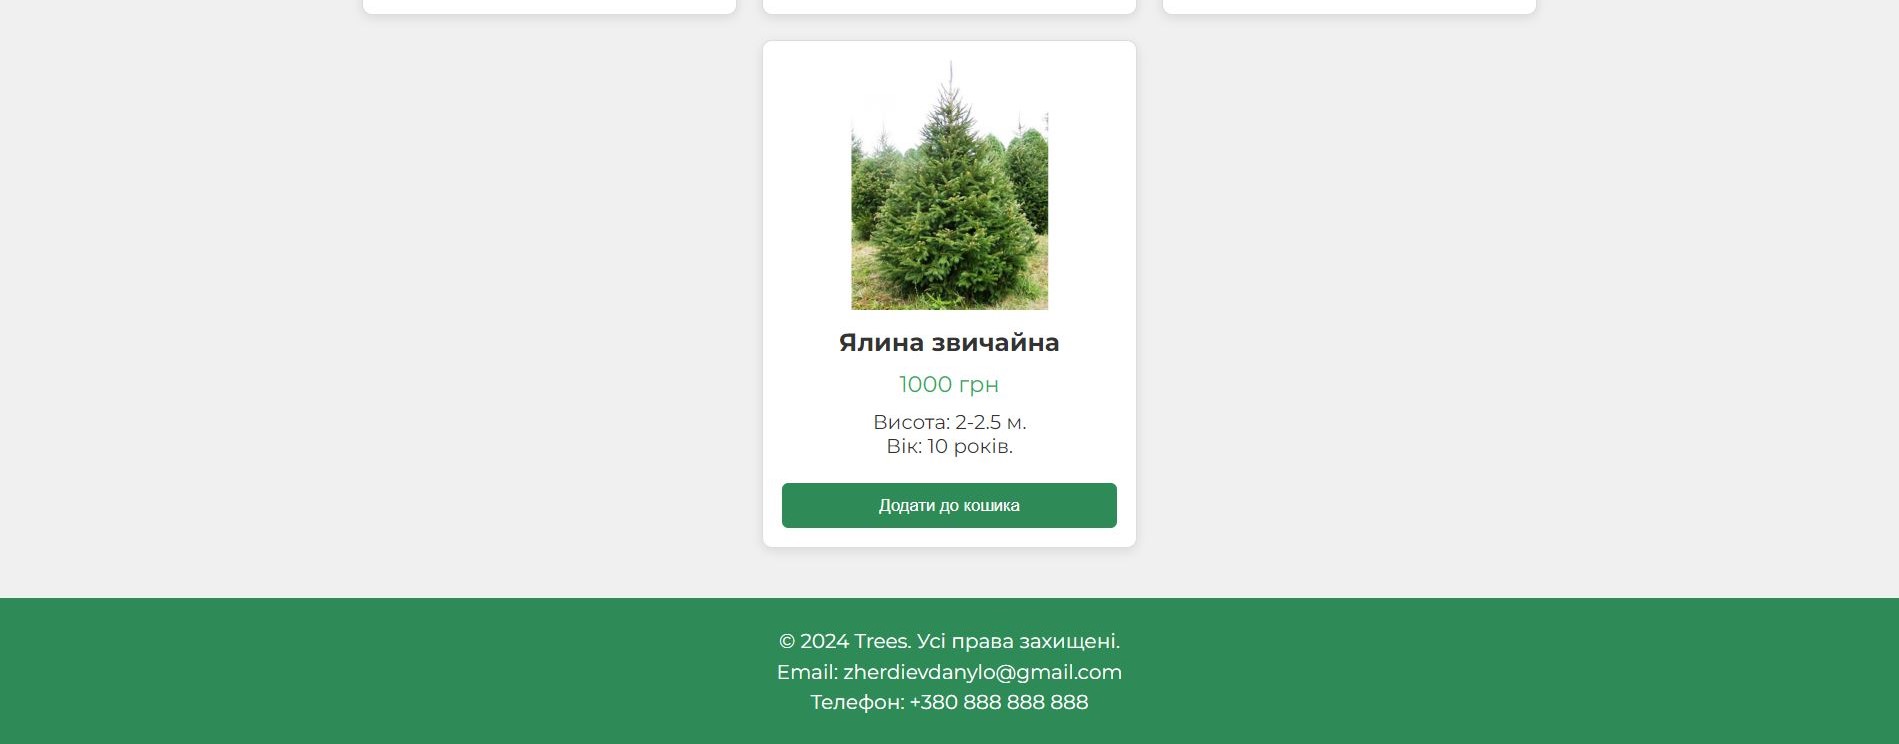 Ялина звичайна
1000 грн
Висота: 2-2.5 м.
Вік: 10 років.
Додати до кошика
© 2024 Trees. Усі права захищені.
Email: zherdievdanylo@gmail.com
Телефон: +380 888 888 888